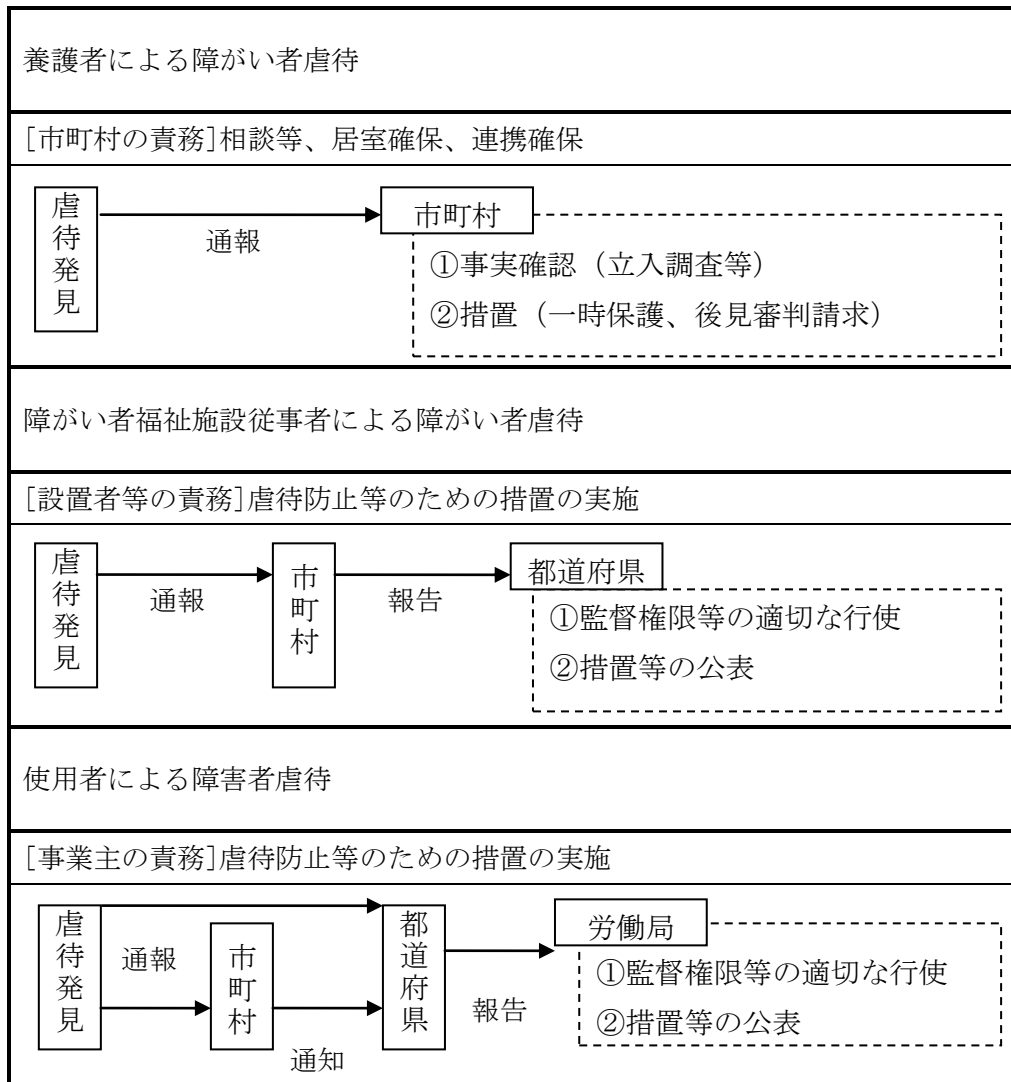 養護者による障がい者虐待
[市町村の責務]相談等、居室確保、連携確保
虐待発見
通報
市町村
①事実確認（立入調査等）
②措置（一時保護、後見審判請求）
障がい者福祉施設従事者による障がい者虐待
[設置者等の責務]虐待防止等のための措置の実施
虐待発見
通報
市町村
報告
都道府県
①監督権限等の適切な行使
②措置等の公表
使用者による障害者虐待
[事業主の責務]虐待防止等のための措置の実施
虐待発見
通報
市町村
通知
都道府県
報告
労働局
①監督権限等の適切な行使
②措置等の公表